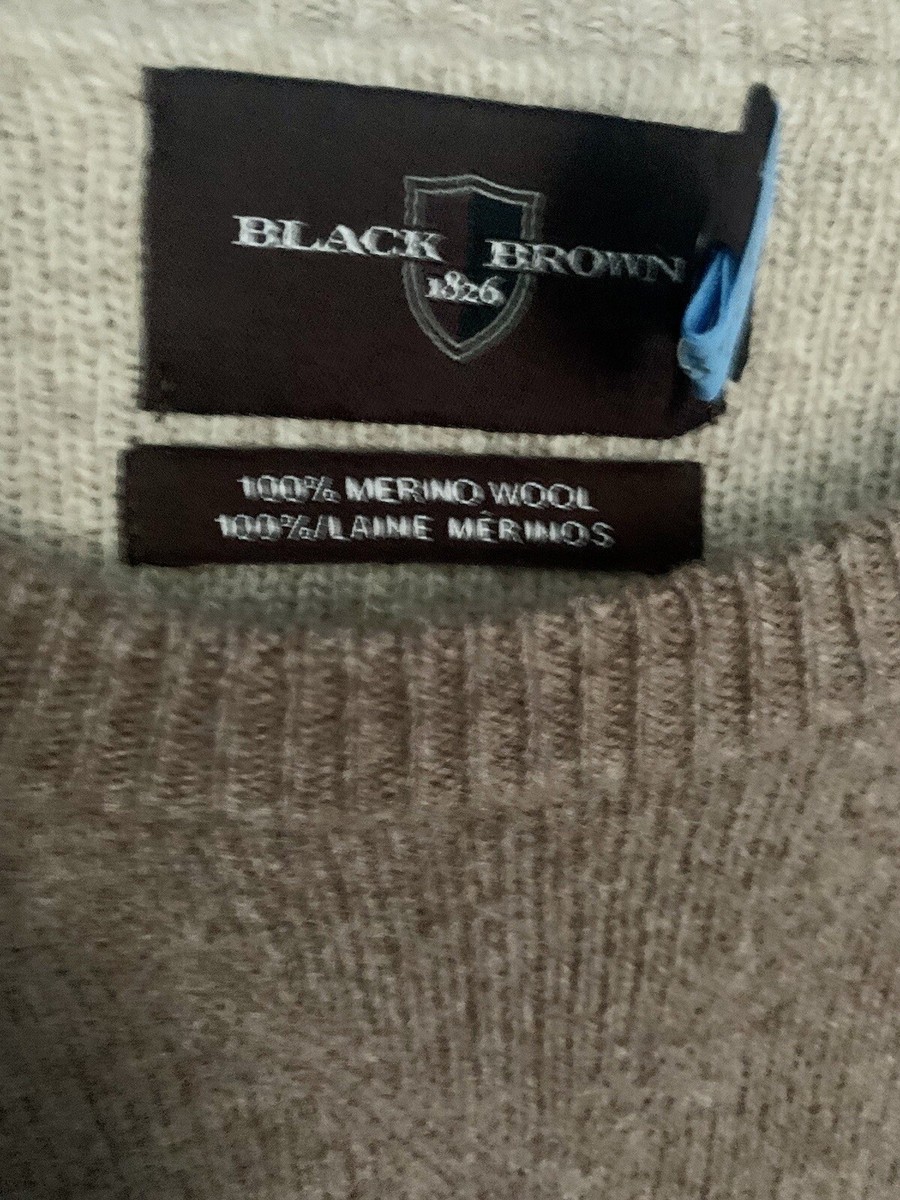 BLACK BROWN
1826
100% MERINO WOOL
100%/LAINE MÉRINOS